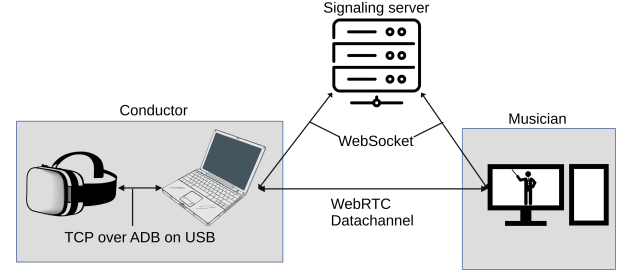 Signaling server
Conductor
Musician
WebSocket
WebRTC
Datachannel
TCP over ADB on USB